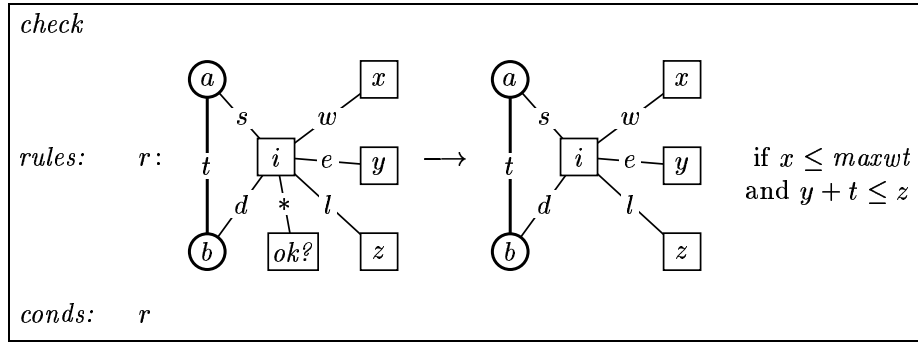 check
a x a x
s w s w
rules: r: t i e y → t i e y if x ≤ maxwt
and y + t ≤ z
d * l d l
b ok? z b z
conds: r